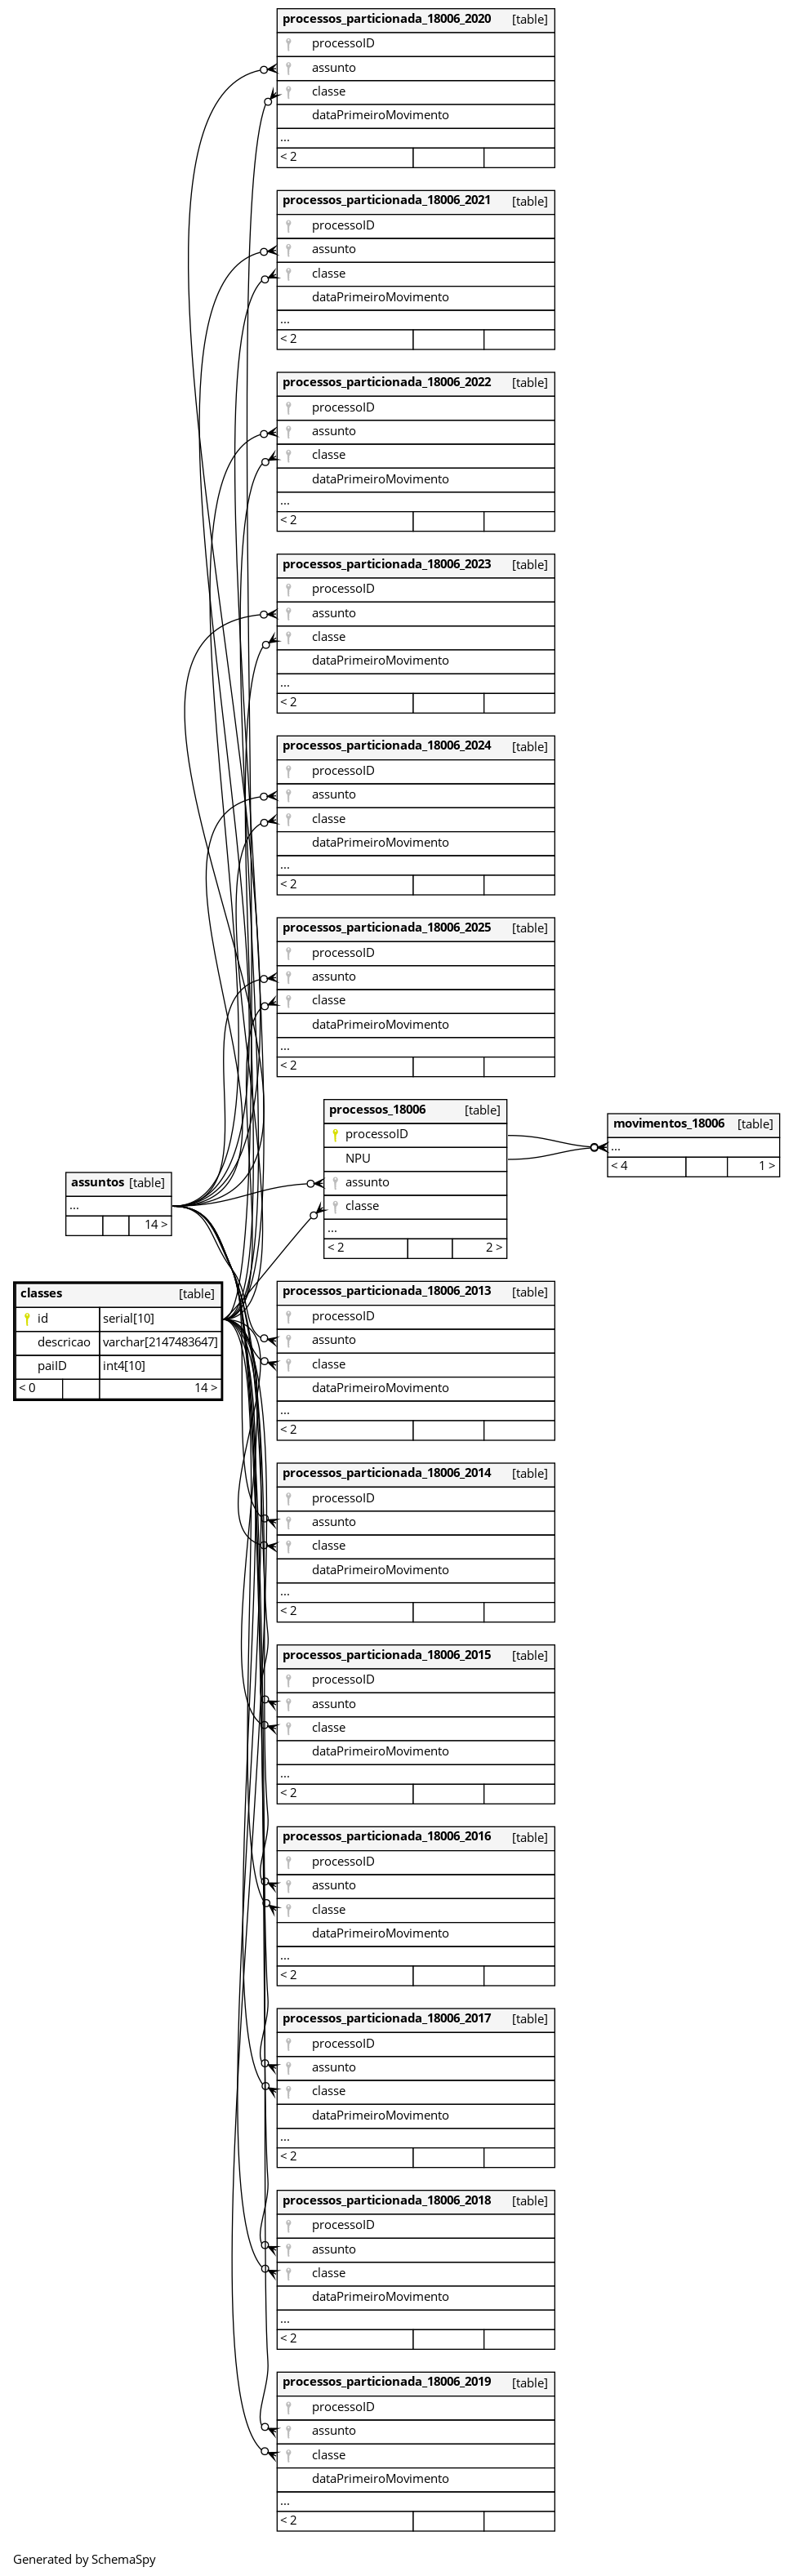 processos_particionada_18006_2020 [table]
processoID
assunto
classe
dataPrimeiroMovimento
...
< 2
processos_particionada_18006_2021 [table]
processoID
assunto
classe
dataPrimeiroMovimento
...
< 2
processos_particionada_18006_2022 [table]
processoID
assunto
classe
dataPrimeiroMovimento
...
< 2
processos_particionada_18006_2023 [table]
processoID
assunto
classe
dataPrimeiroMovimento
...
< 2
processos_particionada_18006_2024 [table]
processoID
assunto
classe
dataPrimeiroMovimento
...
< 2
processos_particionada_18006_2025 [table]
processoID
assunto
classe
dataPrimeiroMovimento
...
< 2
processos_18006 [table]
processoID
NPU
assunto
classe
...
< 2 2 >
movimentos_18006 [table]
...
< 4 1 >
assuntos [table]
...
14 >
classes [table]
id serial[10]
descricao varchar[2147483647]
paiID int4[10]
< 0 14 >
processos_particionada_18006_2013 [table]
processoID
assunto
classe
dataPrimeiroMovimento
...
< 2
processos_particionada_18006_2014 [table]
processoID
assunto
classe
dataPrimeiroMovimento
...
< 2
processos_particionada_18006_2015 [table]
processoID
assunto
classe
dataPrimeiroMovimento
...
< 2
processos_particionada_18006_2016 [table]
processoID
assunto
classe
dataPrimeiroMovimento
...
< 2
processos_particionada_18006_2017 [table]
processoID
assunto
classe
dataPrimeiroMovimento
...
< 2
processos_particionada_18006_2018 [table]
processoID
assunto
classe
dataPrimeiroMovimento
...
< 2
processos_particionada_18006_2019 [table]
processoID
assunto
classe
dataPrimeiroMovimento
...
< 2
Generated by SchemaSpy